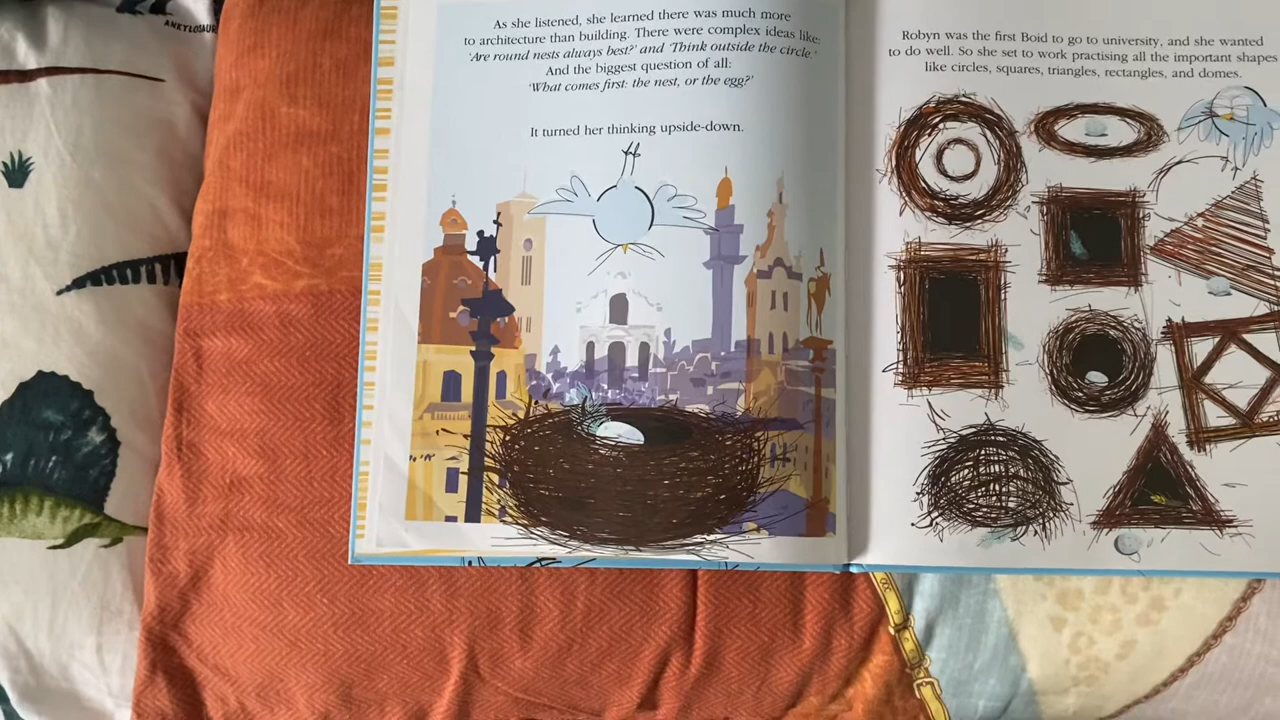 ANKYLOSAUR
As she listened, she learned there was much more
to architecture than building. There were complex ideas like:
'Are round nests always best?' and 'Think outside the circle.'
And the biggest question of all:
'What comes first: the nest, or the egg?'
It turned her thinking upside-down.
Robyn was the first Boid to go to university, and she wanted
to do well. So she set to work practising all the important shapes
like circles, squares, triangles, rectangles, and domes.